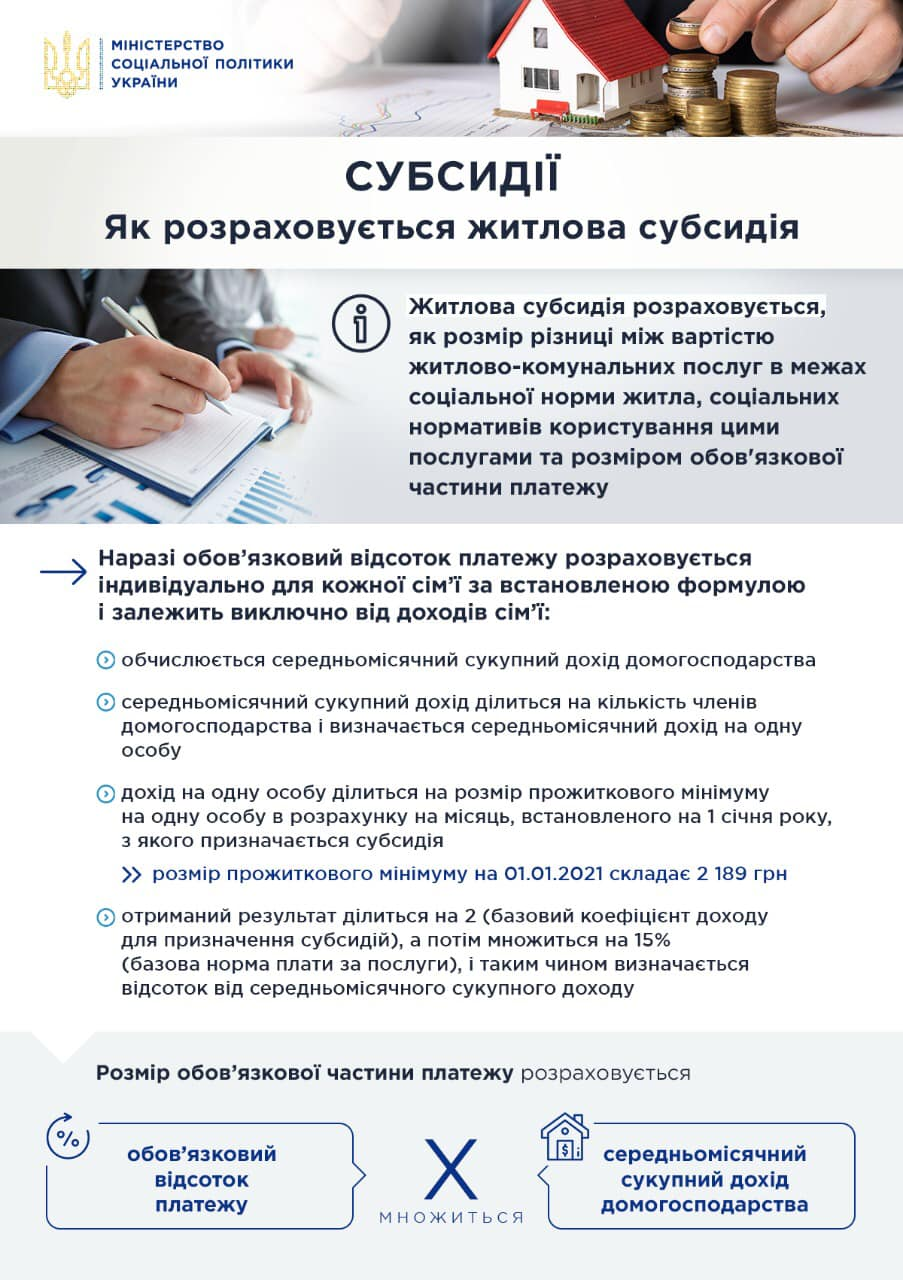 МІНІСТЕРСТВО
СОЦІАЛЬНОЇ ПОЛІТИКИ
УКРАЇНИ
СУБСИДІЇ
Як розраховується житлова субсидія
Житлова субсидія розраховується,
як розмір різниці між вартістю
житлово-комунальних послуг в межах
соціальної норми житла, соціальних
нормативів користування цими
послугами та розміром обов'язкової
частини платежу
Наразі обов’язковий відсоток платежу розраховується
індивідуально для кожної сім’ї за встановленою формулою
і залежить виключно від доходів сім’ї:
обчислюється середньомісячний сукупний дохід домогосподарства
середньомісячний сукупний дохід ділиться на кількість членів
домогосподарства і визначається середньомісячний дохід на одну
особу
дохід на одну особу ділиться на розмір прожиткового мінімуму
на одну особу в розрахунку на місяць, встановленого на 1 січня року,
з якого призначається субсидія
розмір прожиткового мінімуму на 01.01.2021 складає 2 189 грн
отриманий результат ділиться на 2 (базовий коефіцієнт доходу
для призначення субсидій), а потім множиться на 15%
(базова норма плати за послуги), і таким чином визначається
відсоток від середньомісячного сукупного доходу
Розмір обов’язкової частини платежу розраховується
%
обов’язковий
відсоток
платежу
X
МНОЖИТЬСЯ
$
середньомісячний
сукупний дохід
домогосподарства